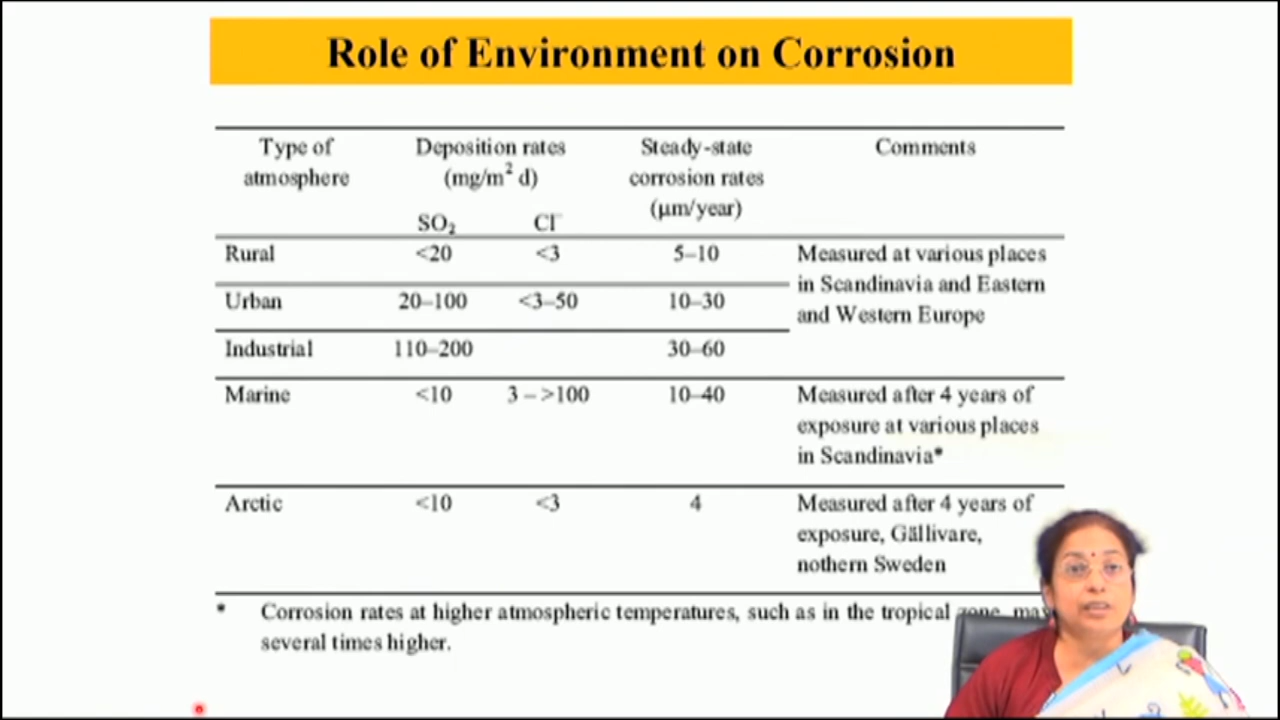 Role of Environment on Corrosion
Type of atmosphere Deposition rates (mg/m² d) Steady-state corrosion rates (μm/year) Comments
SO₂ Cl⁻
Rural <20 <3 5–10 Measured at various places
in Scandinavia and Eastern
Urban 20–100 <3–50 10–30
and Western Europe
Industrial 110–200 30–60
Marine <10 3 – >100 10–40 Measured after 4 years of
exposure at various places
in Scandinavia*
Arctic <10 <3 4 Measured after 4 years of
exposure, Gällivare,
nothern Sweden
* Corrosion rates at higher atmospheric temperatures, such as in the tropical zone, may
several times higher.